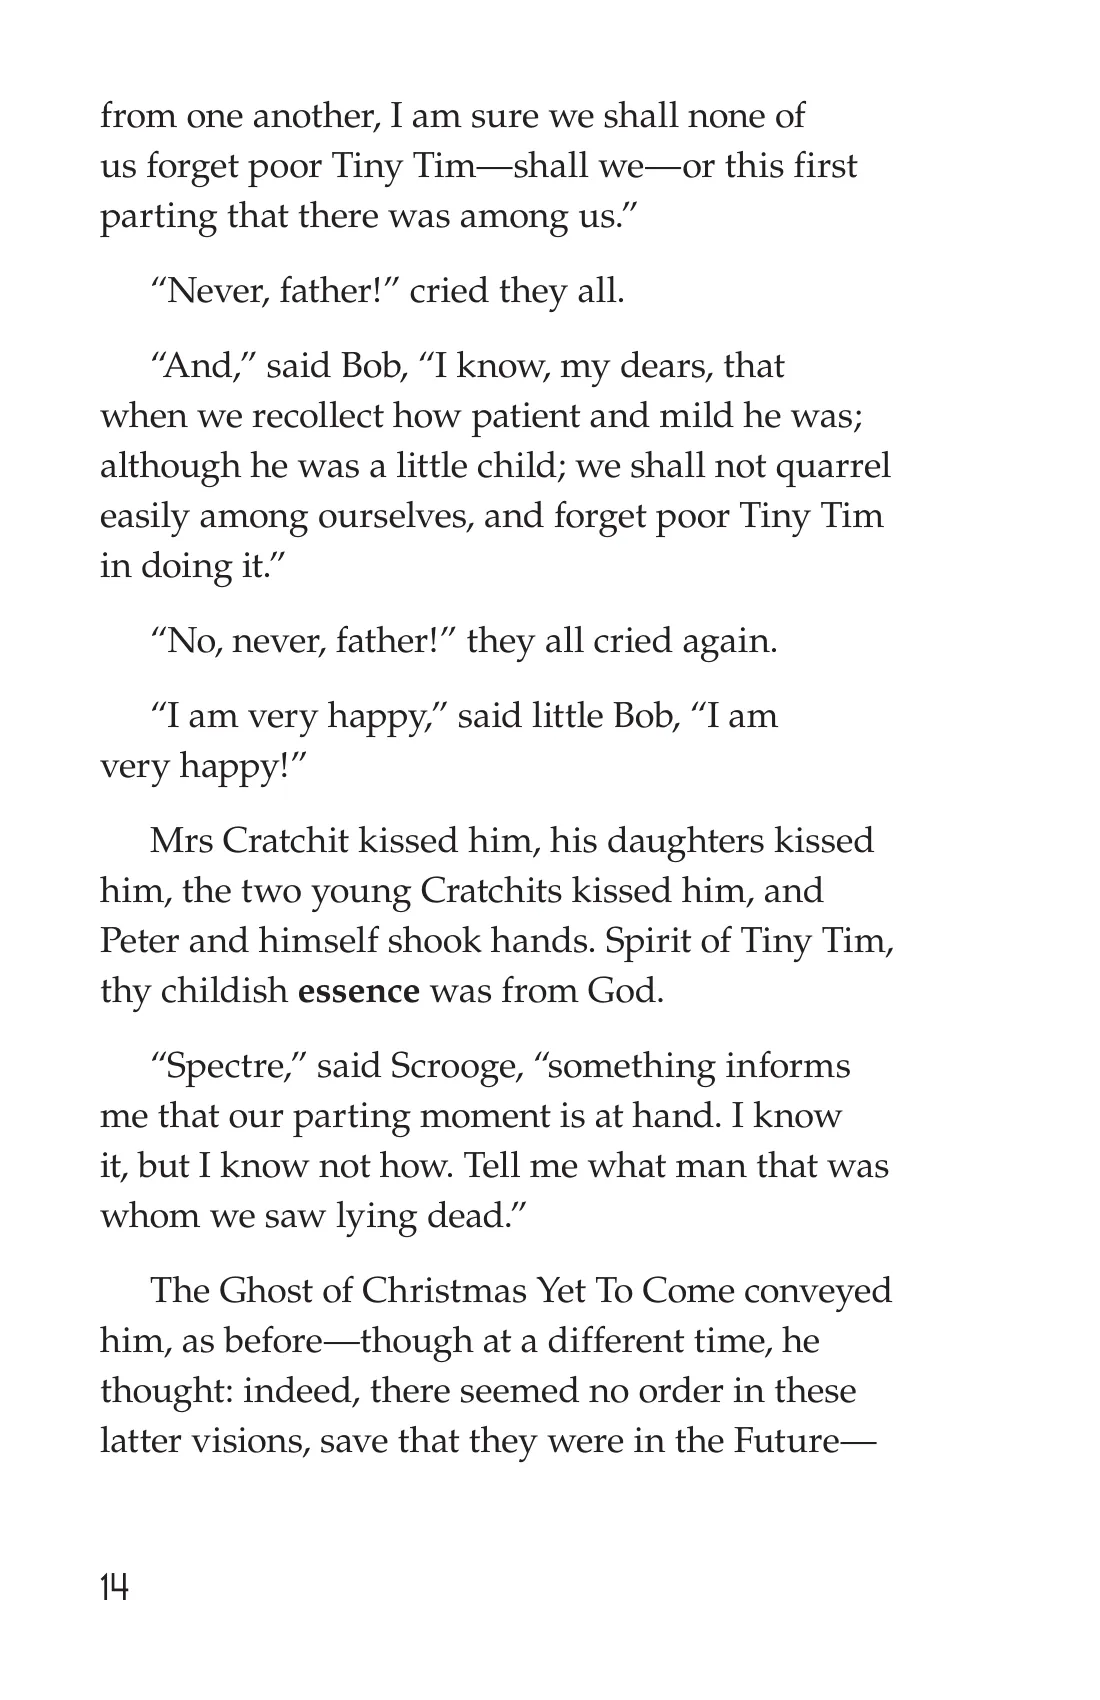 from one another, I am sure we shall none of
us forget poor Tiny Tim—shall we—or this first
parting that there was among us.”
“Never, father!” cried they all.
“And,” said Bob, “I know, my dears, that
when we recollect how patient and mild he was;
although he was a little child; we shall not quarrel
easily among ourselves, and forget poor Tiny Tim
in doing it.”
“No, never, father!” they all cried again.
“I am very happy,” said little Bob, “I am
very happy!”
Mrs Cratchit kissed him, his daughters kissed
him, the two young Cratchits kissed him, and
Peter and himself shook hands. Spirit of Tiny Tim,
thy childish essence was from God.
“Spectre,” said Scrooge, “something informs
me that our parting moment is at hand. I know
it, but I know not how. Tell me what man that was
whom we saw lying dead.”
The Ghost of Christmas Yet To Come conveyed
him, as before—though at a different time, he
thought: indeed, there seemed no order in these
latter visions, save that they were in the Future—
14